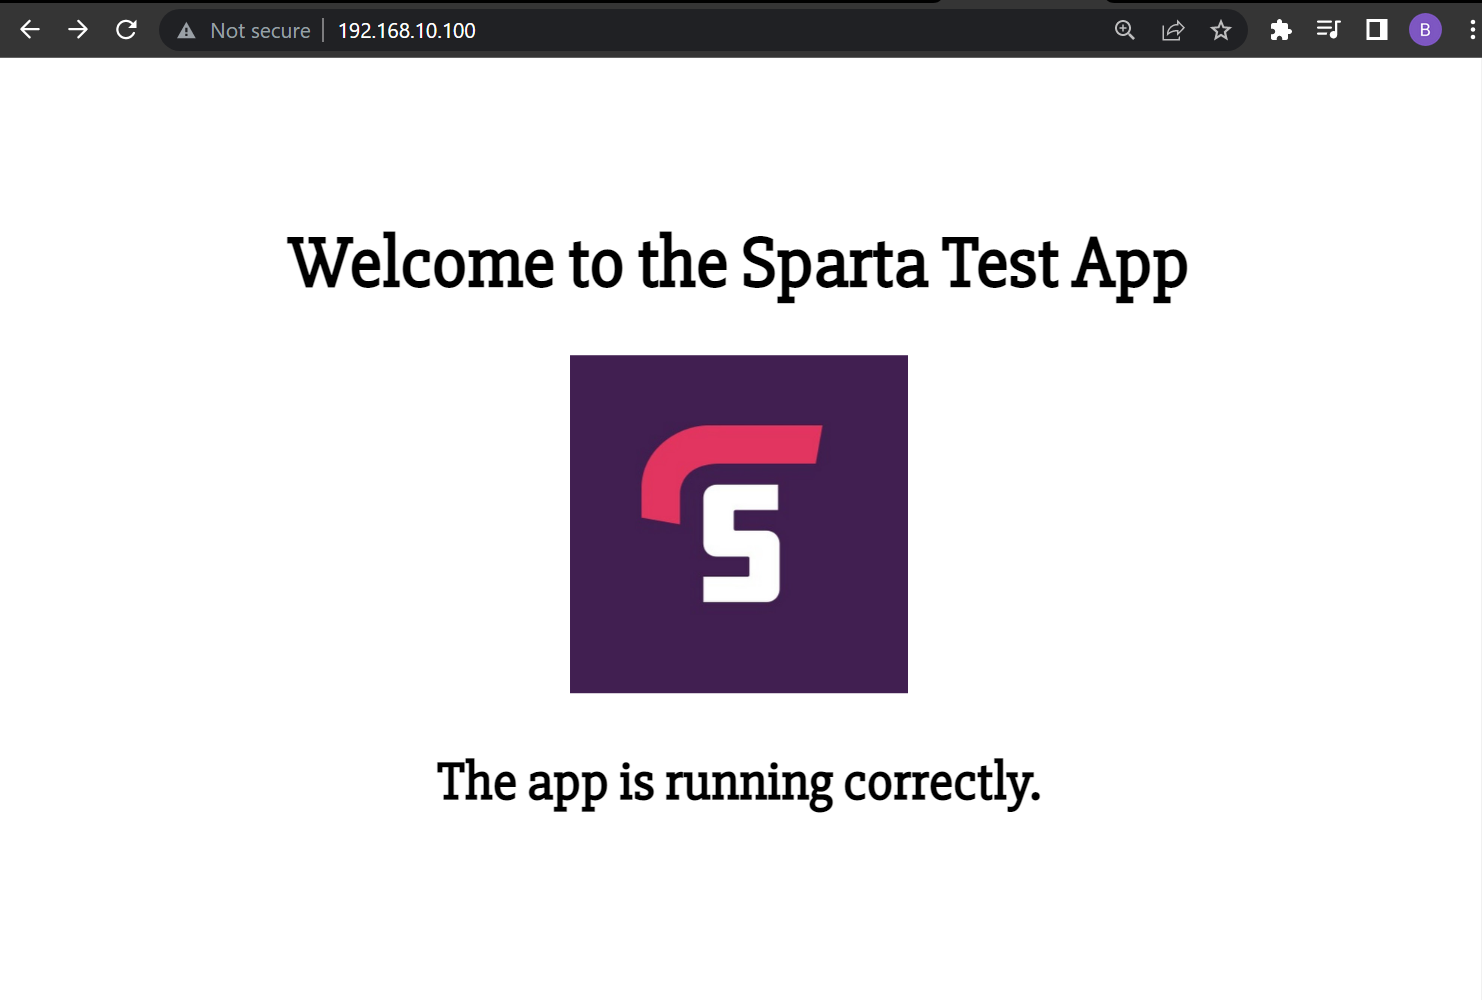 Not secure | 192.168.10.100
B
Welcome to the Sparta Test App
S
The app is running correctly.